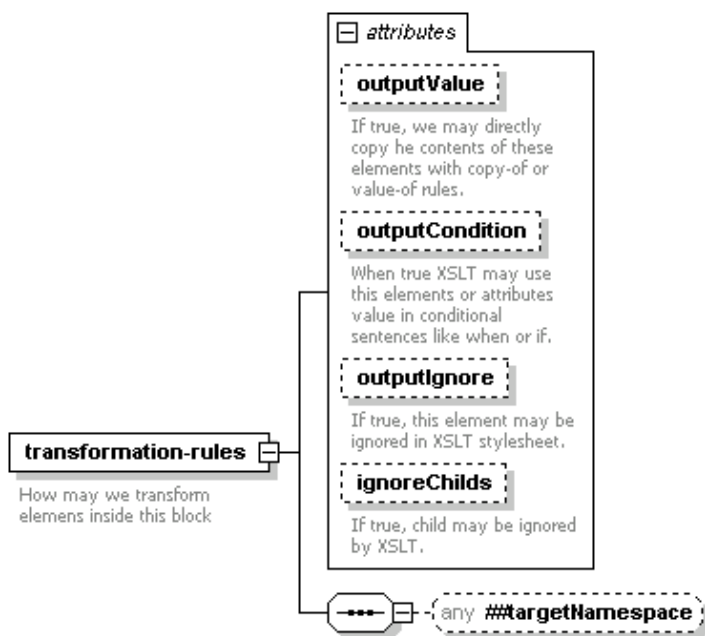 attributes
outputValue
If true, we may directly
copy he contents of these
elements with copy-of or
value-of rules.
outputCondition
When true XSLT may use
this elements or attributes
value in conditional
sentences like when or if.
outputIgnore
If true, this element may be
ignored in XSLT stylesheet.
ignoreChilds
If true, child may be ignored
by XSLT.
transformation-rules
How may we transform
elemens inside this block
any ##targetNamespace